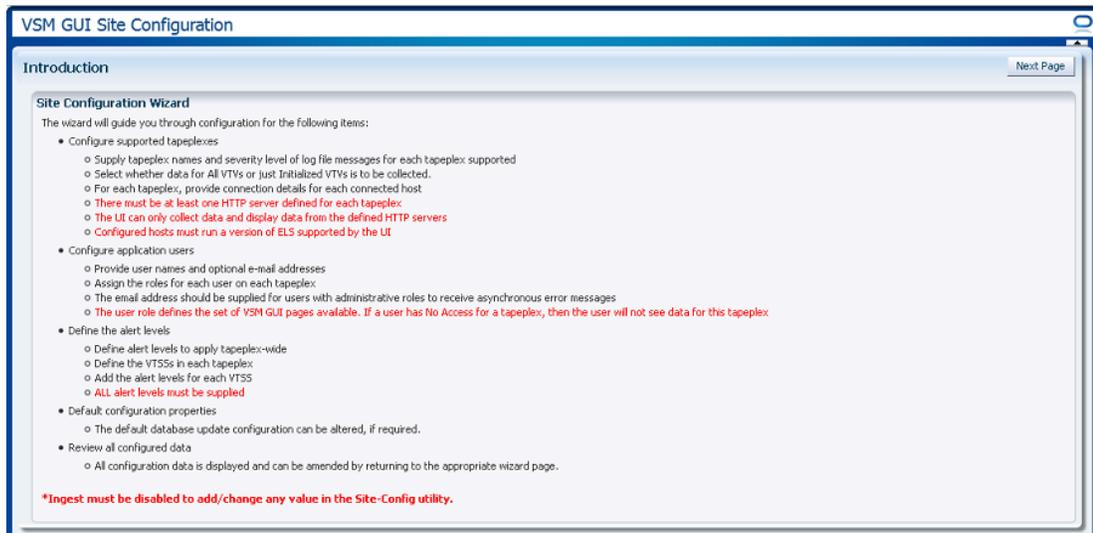 VSM GUI Site Configuration
Introduction
Next Page
Site Configuration Wizard
The wizard will guide you through configuration for the following items:
• Configure supported tapeplexes
o Supply tapeplex names and severity level of log file messages for each tapeplex supported
o Select whether data for All VTVs or just Initialized VTVs is to be collected.
o For each tapeplex, provide connection details for each connected host
o There must be at least one HTTP server defined for each tapeplex
o The UI can only collect data and display data from the defined HTTP servers
o Configured hosts must run a version of ELS supported by the UI
• Configure application users
o Provide user names and optional e-mail addresses
o Assign the roles for each user on each tapeplex
o The email address should be supplied for users with administrative roles to receive asynchronous error messages
o The user role defines the set of VSM GUI pages available. If a user has No Access for a tapeplex, then the user will not see data for this tapeplex
• Define the alert levels
o Define alert levels to apply tapeplex-wide
o Define the VTSSs in each tapeplex
o Add the alert levels for each VTSS
o ALL alert levels must be supplied
• Default configuration properties
o The default database update configuration can be altered, if required.
• Review all configured data
o All configuration data is displayed and can be amended by returning to the appropriate wizard page.
*Ingest must be disabled to add/change any value in the Site-Config utility.